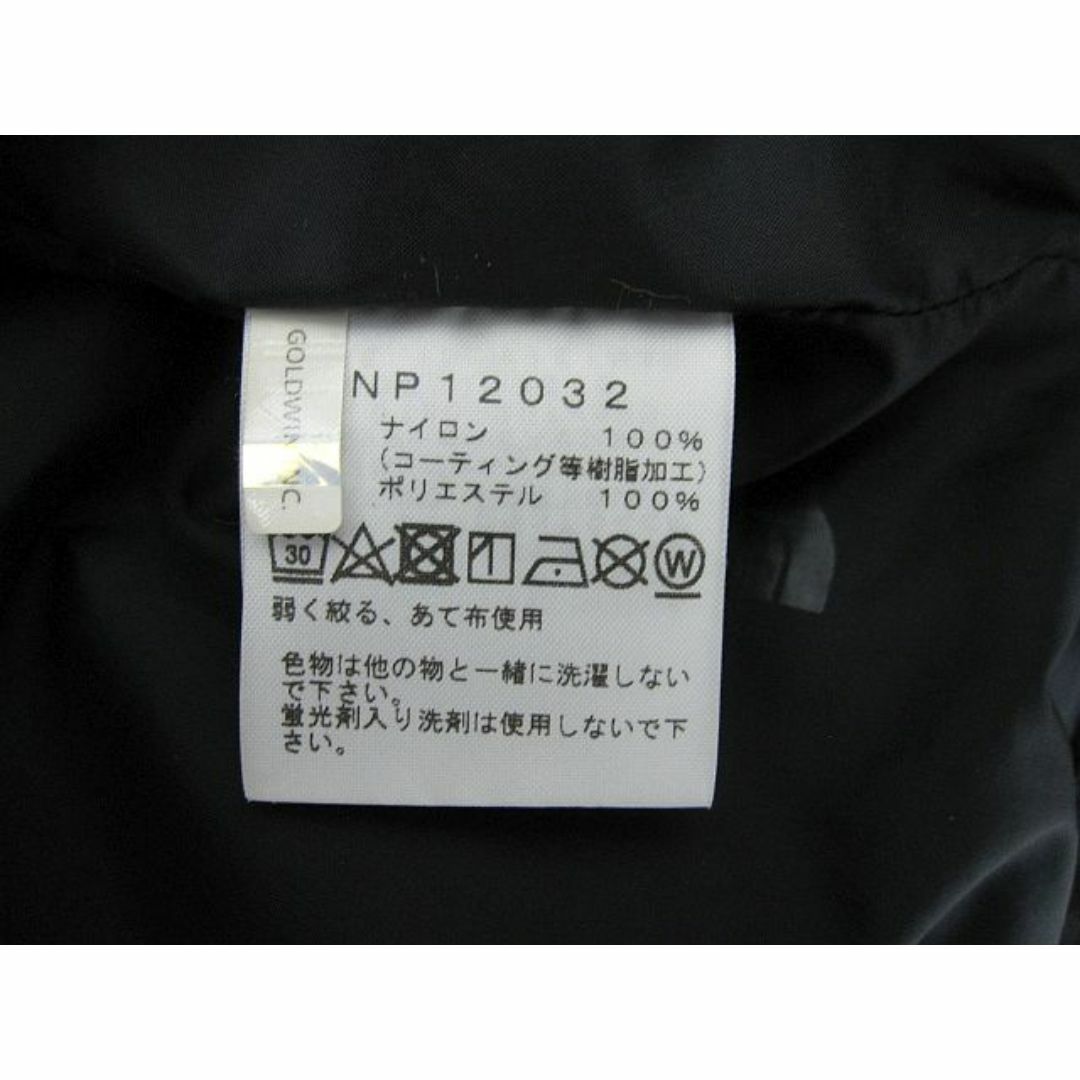 GOLDWIN INC.
NP12032
ナイロン 100%
(コーティング等樹脂加工)
ポリエステル 100%
30
W
弱く絞る、あて布使用
色物は他の物と一緒に洗濯しない
で下さい。
蛍光剤入り洗剤は使用しないで下
さい。